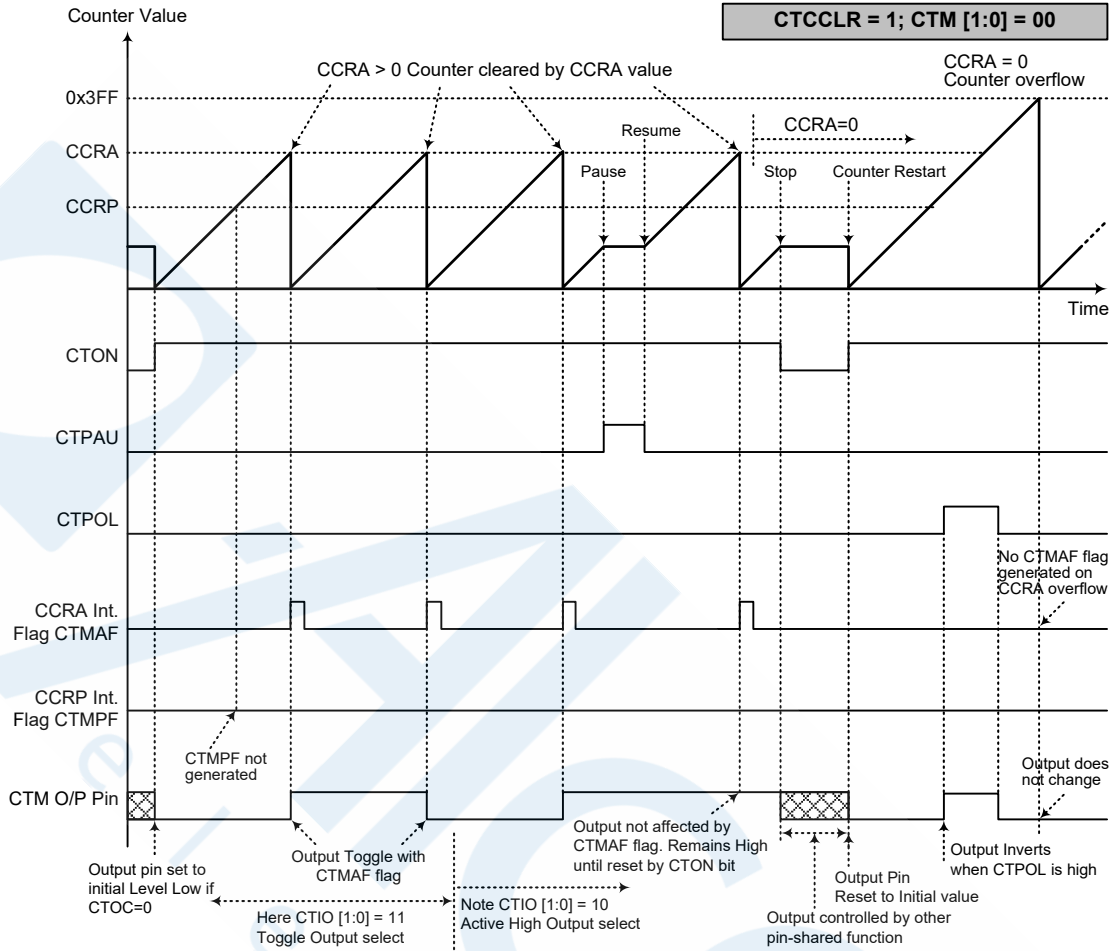 Counter Value
CTCCLR = 1; CTM [1:0] = 00
CCRA > 0 Counter cleared by CCRA value
CCRA = 0
Counter overflow
0x3FF
Resume
CCRA=0
CCRA
Pause
Stop
Counter Restart
CCRP
Time
CTON
CTPAU
CTPOL
No CTMAF flag
generated on
CCRA overflow
CCRA Int.
Flag CTMAF
CCRP Int.
Flag CTMPF
CTMPF not
generated
Output does
not change
CTM O/P Pin
Output pin set to
initial Level Low if
CTOC=0
Output Toggle with
CTMAF flag
Output not affected by
CTMAF flag. Remains High
until reset by CTON bit
Output Inverts
when CTPOL is high
Output Pin
Reset to Initial value
Here CTIO [1:0] = 11
Toggle Output select
Note CTIO [1:0] = 10
Active High Output select
Output controlled by other
pin-shared function